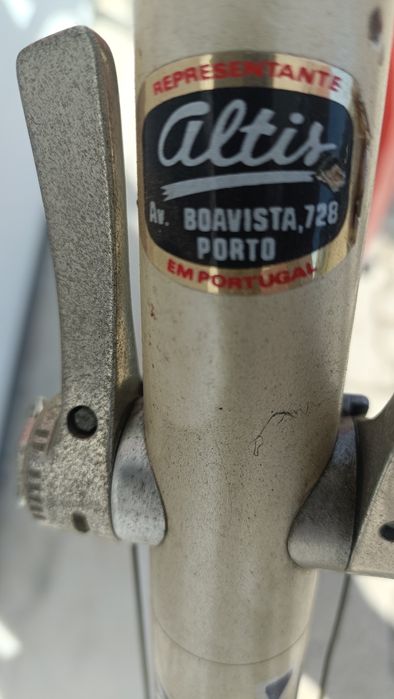 REPRESENTANTE
altis
Av. BOAVISTA, 728
PORTO
EM PORTUGAL